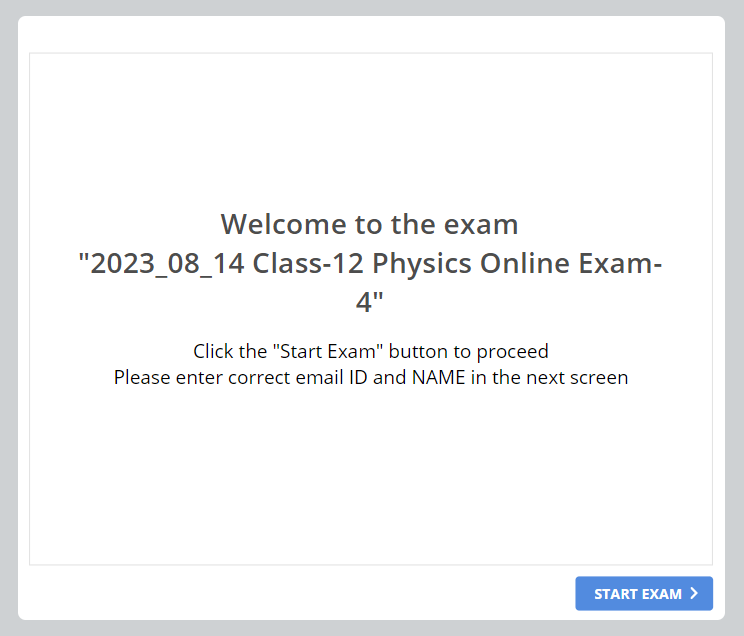 Welcome to the exam
"2023_08_14 Class-12 Physics Online Exam-
4"
Click the "Start Exam" button to proceed
Please enter correct email ID and NAME in the next screen
START EXAM